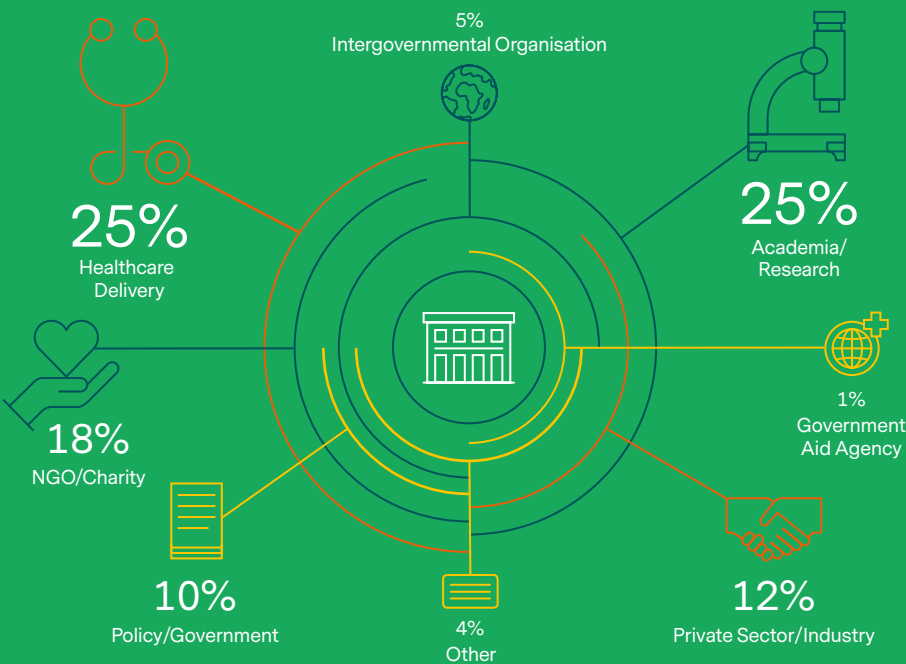 5%
Intergovernmental Organisation
25%
Healthcare
Delivery
25%
Academia/
Research
18%
NGO/Charity
1%
Government
Aid Agency
10%
Policy/Government
4%
Other
12%
Private Sector/Industry